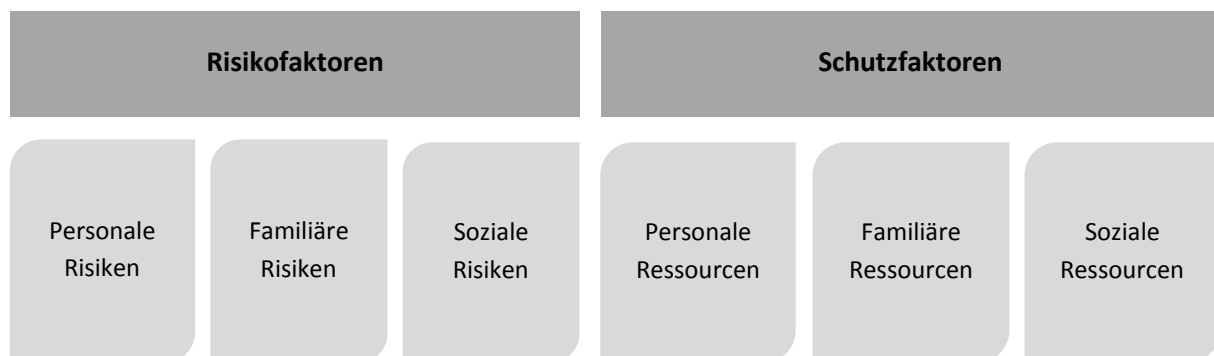 Risikofaktoren
Schutzfaktoren
Personale
Risiken
Familiäre
Risiken
Soziale
Risiken
Personale
Ressourcen
Familiäre
Ressourcen
Soziale
Ressourcen